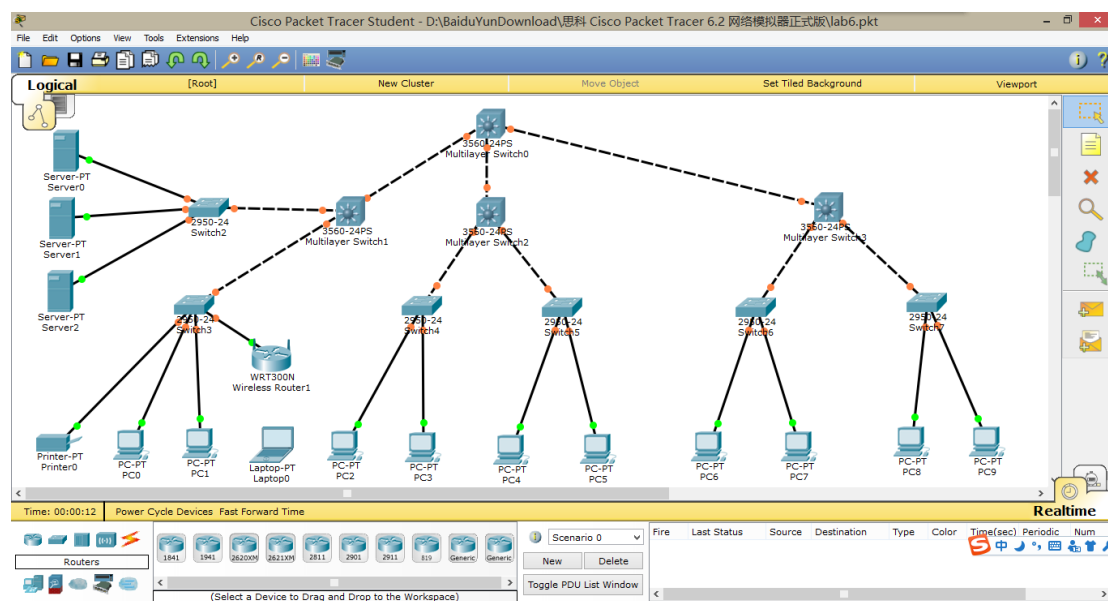 Cisco Packet Tracer Student - D:\BaiduYunDownload\思科 Cisco Packet Tracer 6.2 网络模拟器正式版\lab6.pkt
File Edit Options View Tools Extensions Help
Logical [Root] New Cluster Move Object Set Tiled Background Viewport
3560-24PS
Multilayer Switch0
Server-PT
Server0
2950-24
Switch2
3560-24PS
Multilayer Switch1
3560-24PS
Multilayer Switch2
3560-24PS
Multilayer Switch3
Server-PT
Server1
Server-PT
Server2
2950-24
Switch3
2950-24
Switch4
2950-24
Switch5
2950-24
Switch6
2950-24
Switch7
WRT300N
Wireless Router1
Printer-PT
Printer0
PC-PT
PC0
PC-PT
PC1
Laptop-PT
Laptop0
PC-PT
PC2
PC-PT
PC3
PC-PT
PC4
PC-PT
PC5
PC-PT
PC6
PC-PT
PC7
PC-PT
PC8
PC-PT
PC9
Time: 00:00:12 Power Cycle Devices Fast Forward Time Realtime
Routers
1841 1941 2620XM 2621XM 2811 2901 2911 819 Generic Generic
(Select a Device to Drag and Drop to the Workspace)
Scenario 0
New Delete
Toggle PDU List Window
Fire Last Status Source Destination Type Color Time(sec) Periodic Num
中